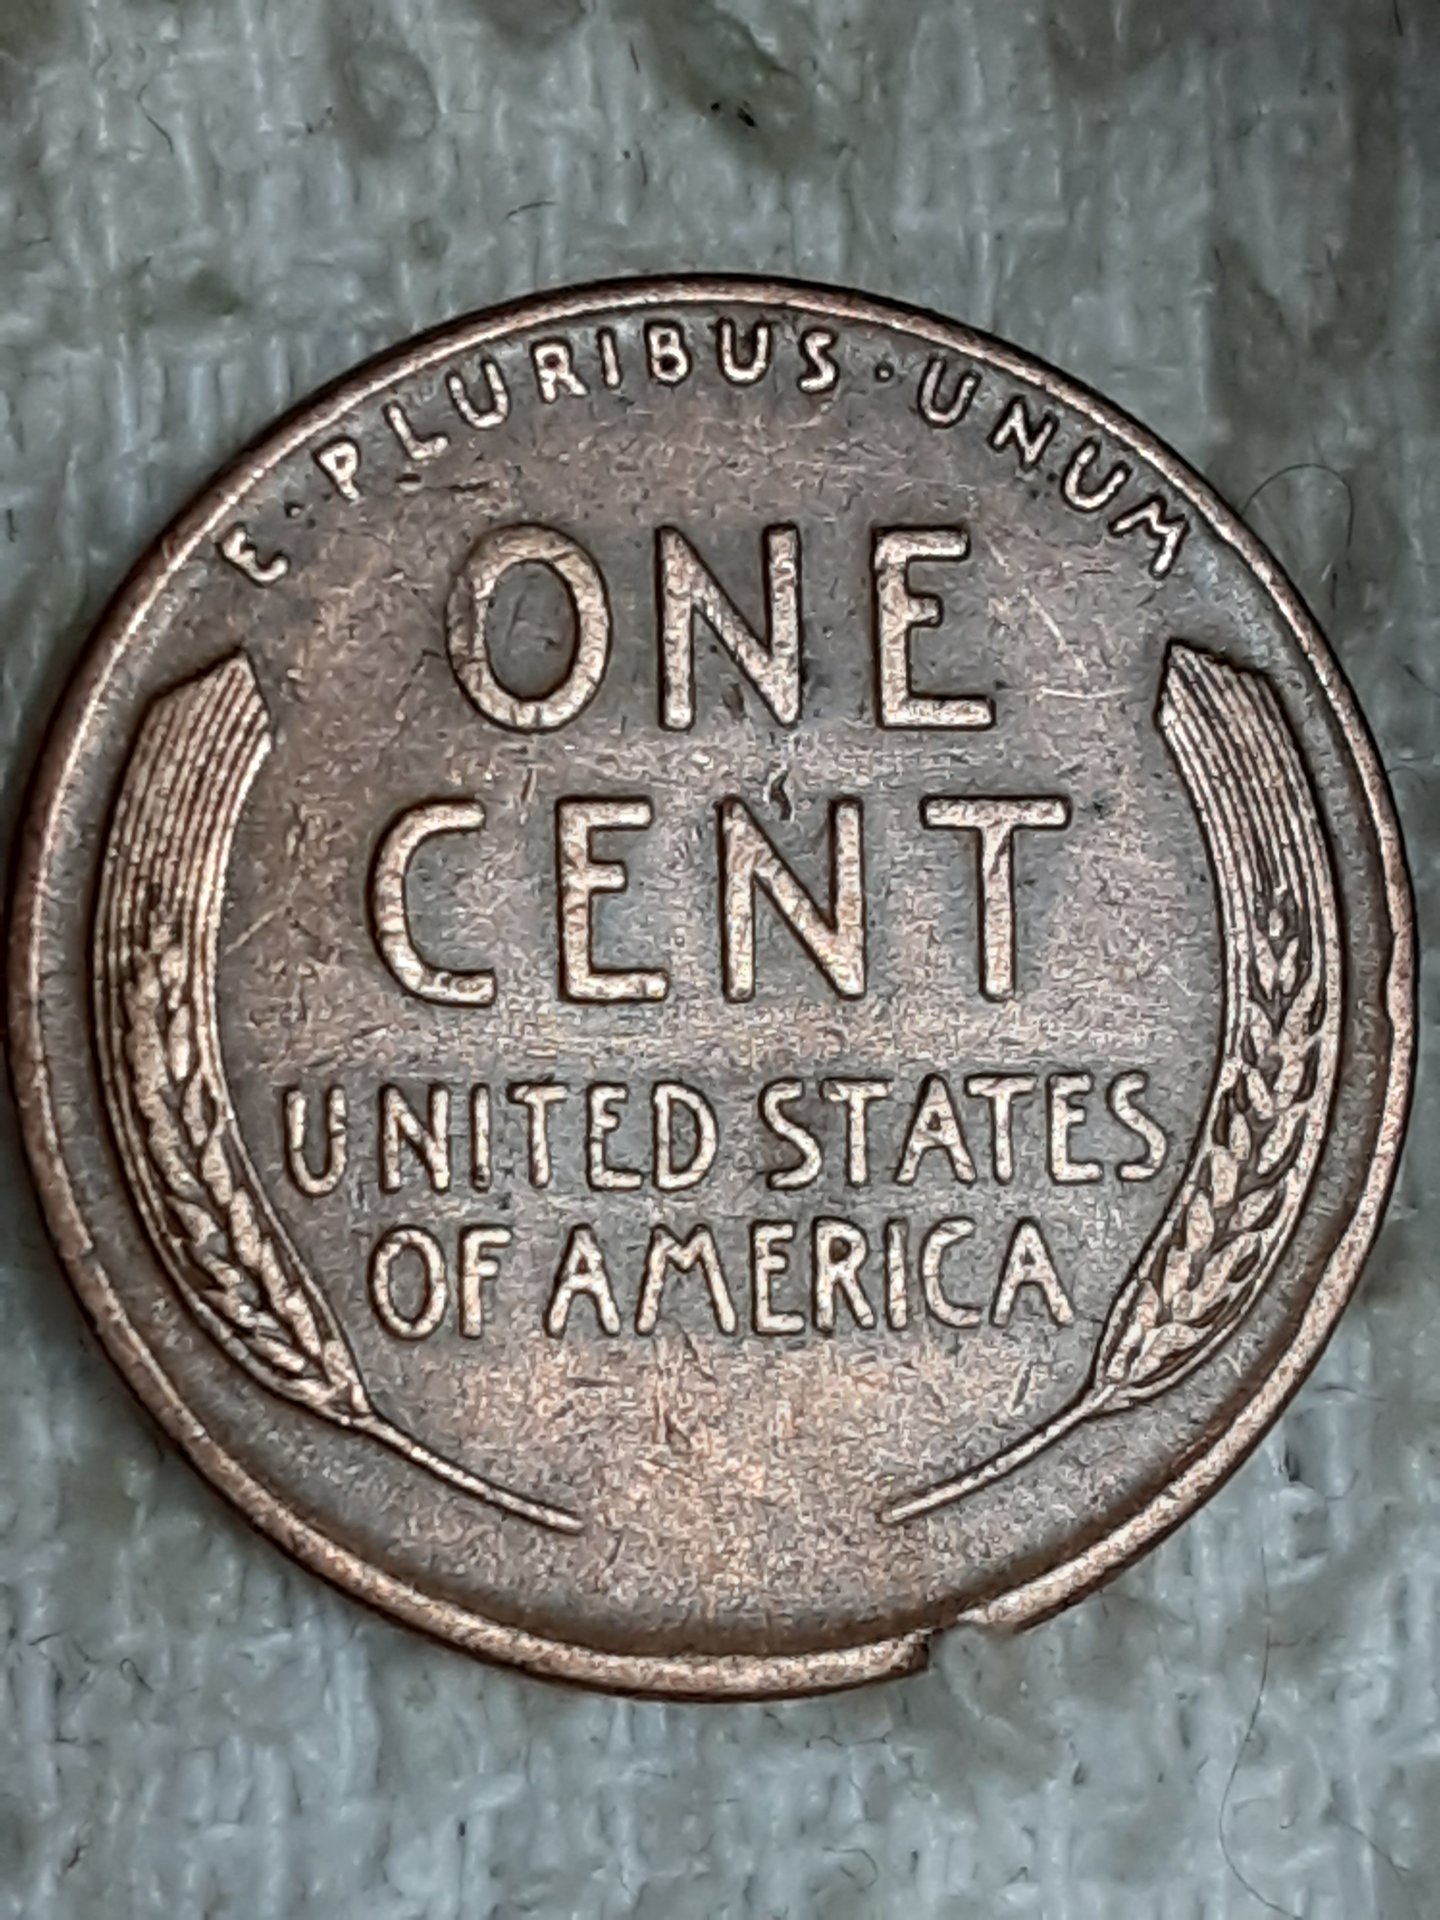 E · PLURIBUS · UNUM
ONE
CENT
UNITED STATES
OF AMERICA